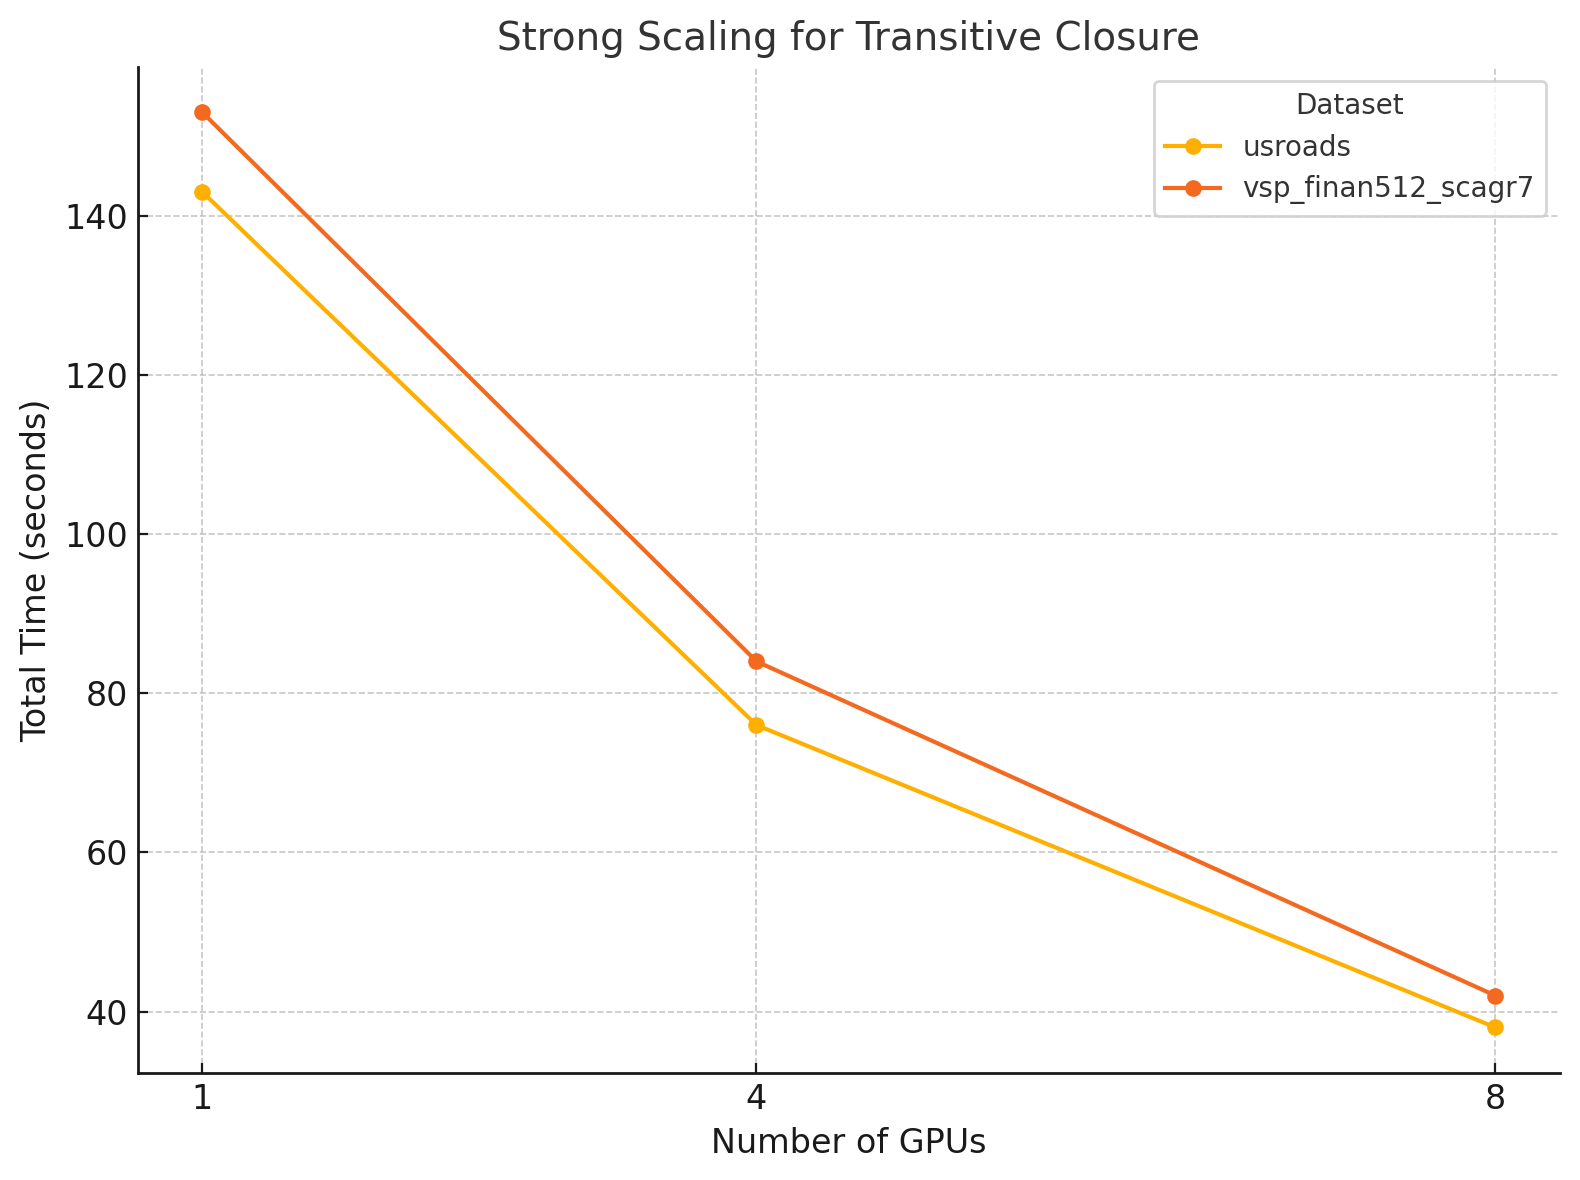 Strong Scaling for Transitive Closure
Dataset
usroads
vsp_finan512_scagr7
Total Time (seconds)
140
120
100
80
60
40
1
4
8
Number of GPUs